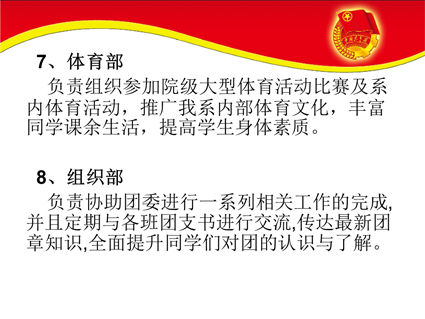 7、体育部
负责组织参加院级大型体育活动比赛及系
内体育活动，推广我系内部体育文化，丰富
同学课余生活，提高学生身体素质。
8、组织部
负责协助团委进行一系列相关工作的完成,
并且定期与各班团支书进行交流,传达最新团
章知识,全面提升同学们对团的认识与了解。